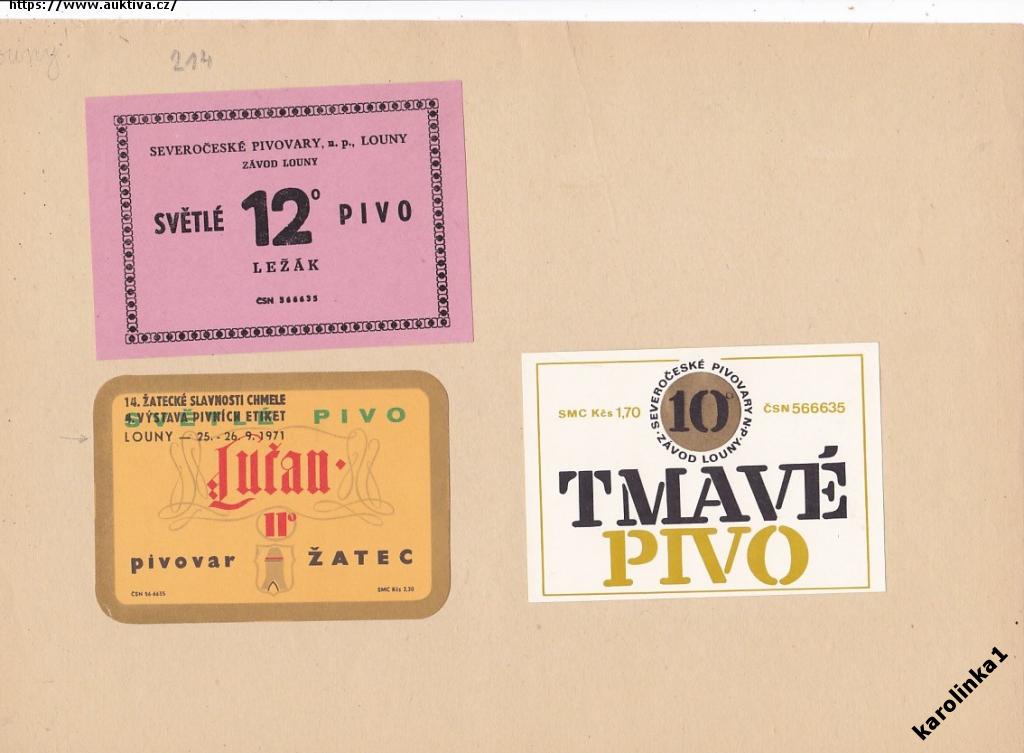 https://www.auktiva.cz/
214
SEVEROČESKÉ PIVOVARY, n. p., LOUNY
ZÁVOD LOUNY
SVĚTLÉ 12° PIVO
LEŽÁK
ČSN 566635
14. ŽATECKÉ SLAVNOSTI CHMELE
4. VÝSTAVA PIVNÍCH ETIKET
SVĚTLÉ PIVO
LOUNY — 25. - 26. 9. 1971
Lučan
11°
pivovar ŽATEC
ČSN 56 6635
SMC Kčs 2,30
SEVEROČESKÉ PIVOVARY N.P.
ZÁVOD LOUNY
10°
SMC Kčs 1,70
ČSN 566635
TMAVÉ
PIVO
karolinka1